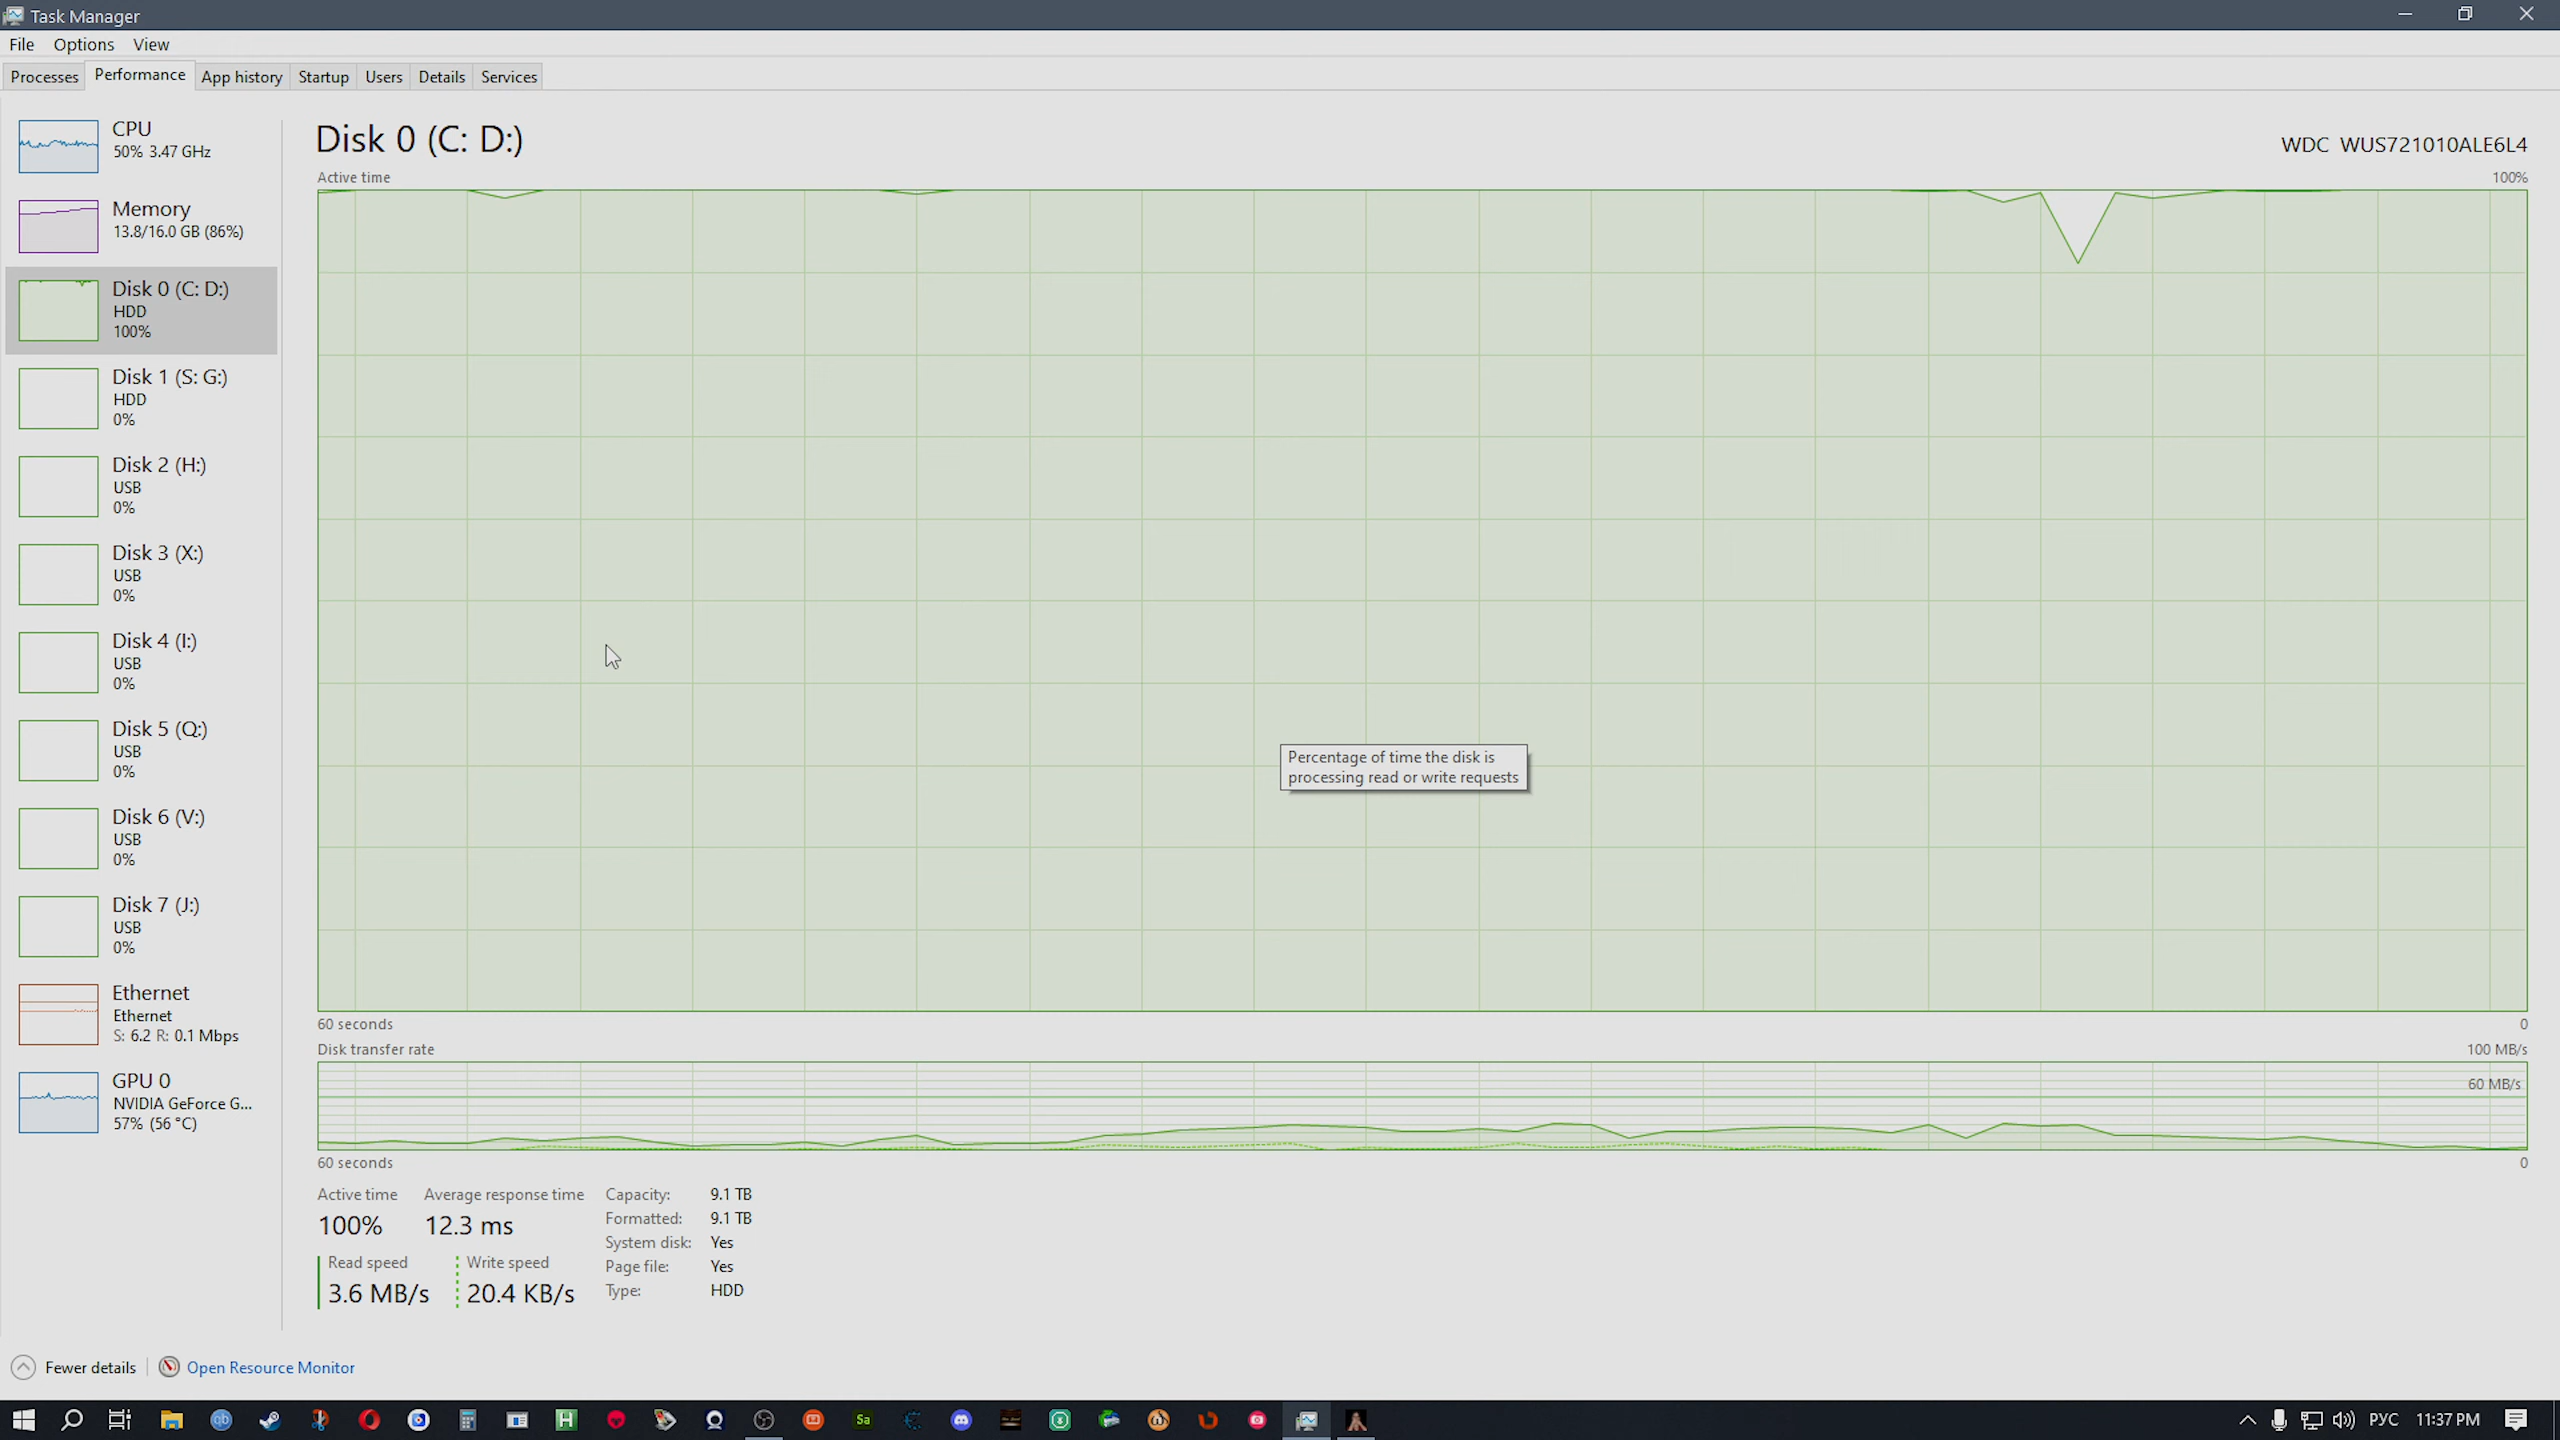 Task Manager
File Options View
Processes Performance App history Startup Users Details Services
CPU
50% 3.47 GHz
Memory
13.8/16.0 GB (86%)
Disk 0 (C: D:)
HDD
100%
Disk 1 (S: G:)
HDD
0%
Disk 2 (H:)
USB
0%
Disk 3 (X:)
USB
0%
Disk 4 (I:)
USB
0%
Disk 5 (Q:)
USB
0%
Disk 6 (V:)
USB
0%
Disk 7 (J:)
USB
0%
Ethernet
Ethernet
S: 6.2 R: 0.1 Mbps
GPU 0
NVIDIA GeForce G...
57% (56 °C)
Disk 0 (C: D:)
WDC WUS721010ALE6L4
Active time 100%
Percentage of time the disk is
processing read or write requests
60 seconds 0
Disk transfer rate 100 MB/s
60 MB/s
60 seconds 0
Active time Average response time
100% 12.3 ms
Read speed Write speed
3.6 MB/s 20.4 KB/s
Capacity: 9.1 TB
Formatted: 9.1 TB
System disk: Yes
Page file: Yes
Type: HDD
Fewer details Open Resource Monitor
qb
H
Sa
РУС 11:37 PM